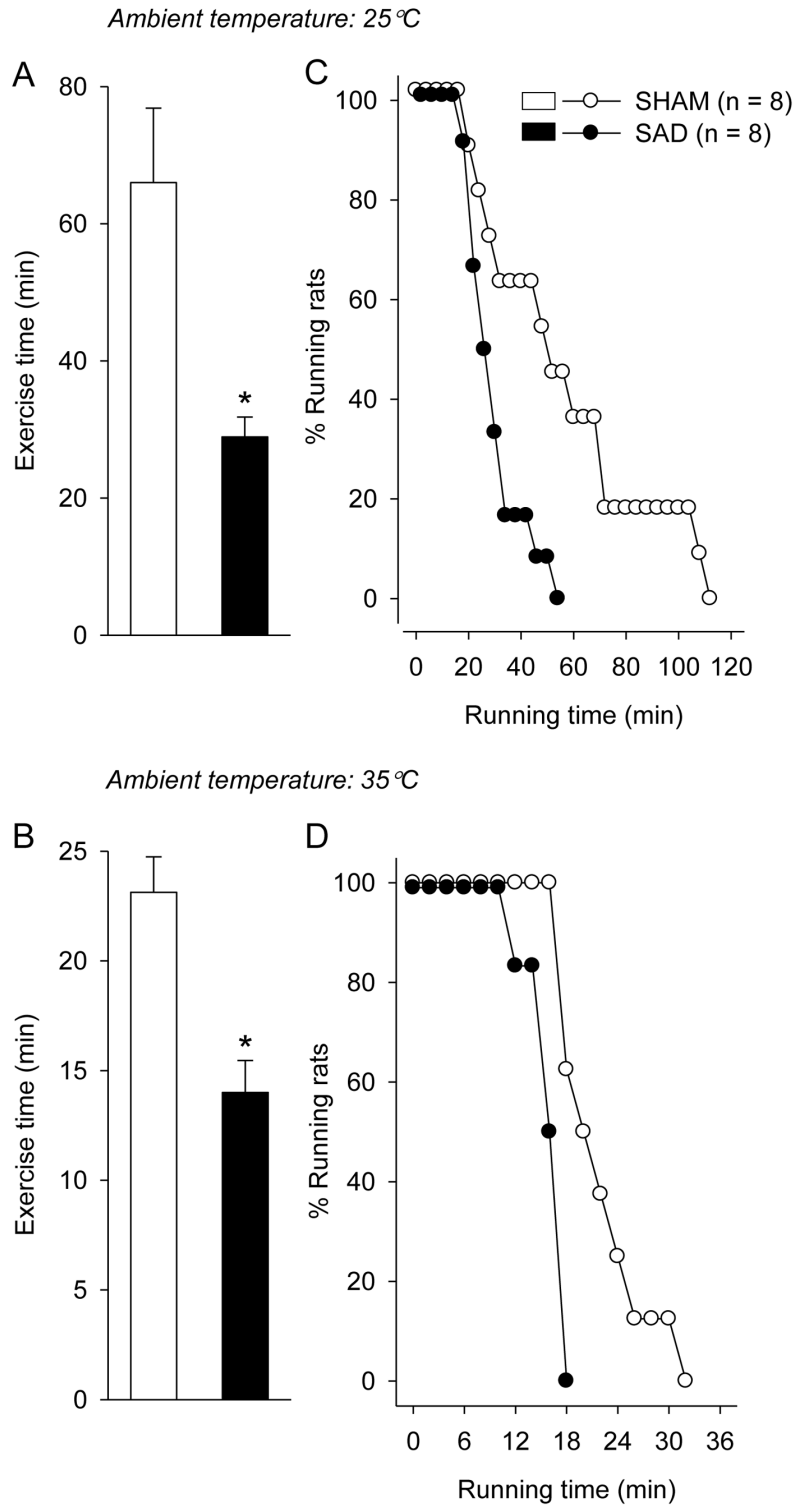 Ambient temperature: 25°C
A
C
80
60
40
20
0
Exercise time (min)
*
100
80
60
40
20
0
% Running rats
SHAM (n = 8)
SAD (n = 8)
0 20 40 60 80 100 120
Running time (min)
Ambient temperature: 35°C
B
D
25
20
15
10
5
0
Exercise time (min)
*
100
80
60
40
20
0
% Running rats
0 6 12 18 24 30 36
Running time (min)